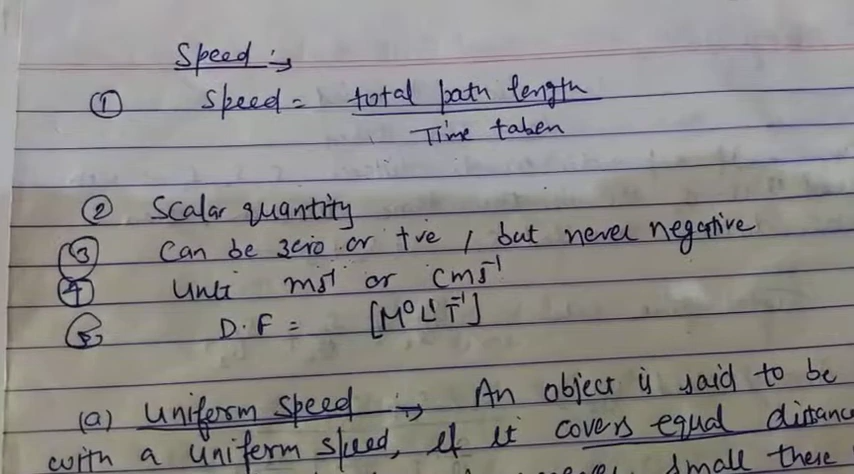 Speed :→
① Speed = total path length
Time taken
② Scalar quantity
③ Can be zero or +ve, but never negative
④ Unit ms⁻¹ or cms⁻¹
⑤ D.F = [M⁰L¹T⁻¹]
(a) Uniform speed :→ An object is said to be
with a uniform speed, if it covers equal distance
small these